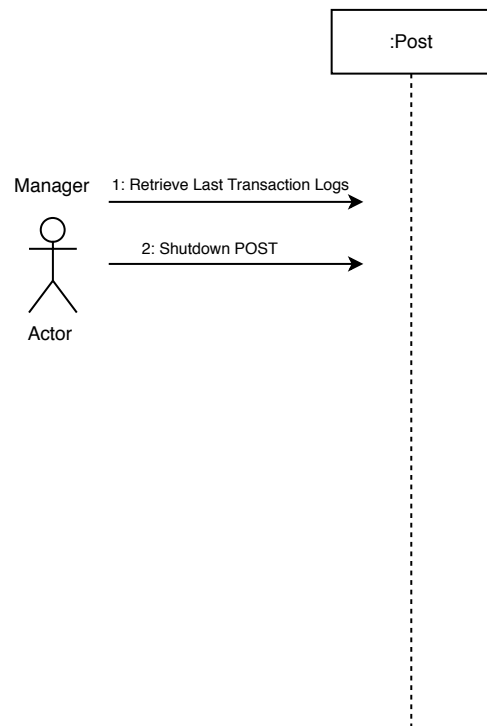 :Post
Manager
1: Retrieve Last Transaction Logs
2: Shutdown POST
Actor